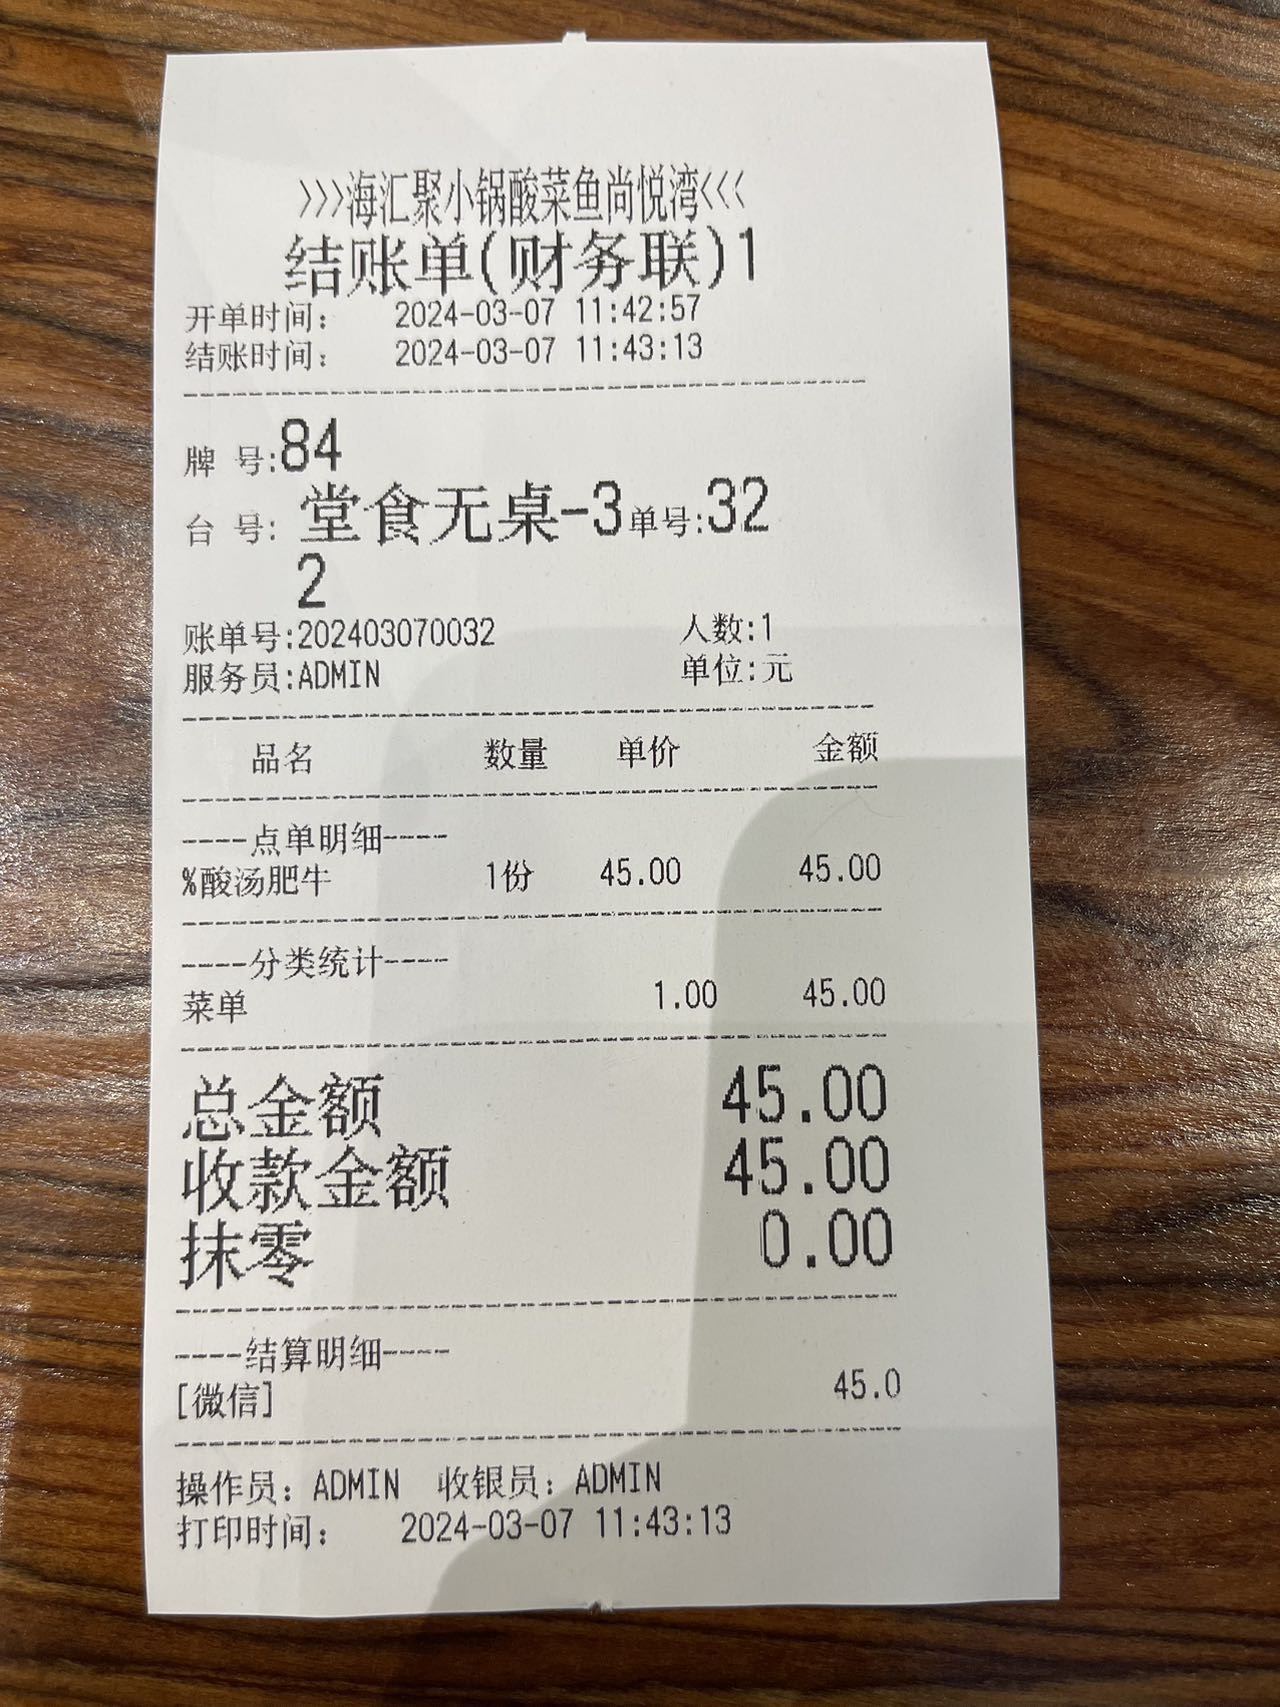 >>>海汇聚小锅酸菜鱼尚悦湾<<<
结账单(财务联)1
开单时间: 2024-03-07 11:42:57
结账时间: 2024-03-07 11:43:13
牌 号:84
台 号: 堂食无桌-3单号:32
2
账单号:202403070032 人数:1
服务员:ADMIN 单位:元
品名 数量 单价 金额
----点单明细----
%酸汤肥牛 1份 45.00 45.00
----分类统计----
菜单 1.00 45.00
总金额 45.00
收款金额 45.00
抹零 0.00
----结算明细----
[微信] 45.0
操作员: ADMIN 收银员: ADMIN
打印时间: 2024-03-07 11:43:13